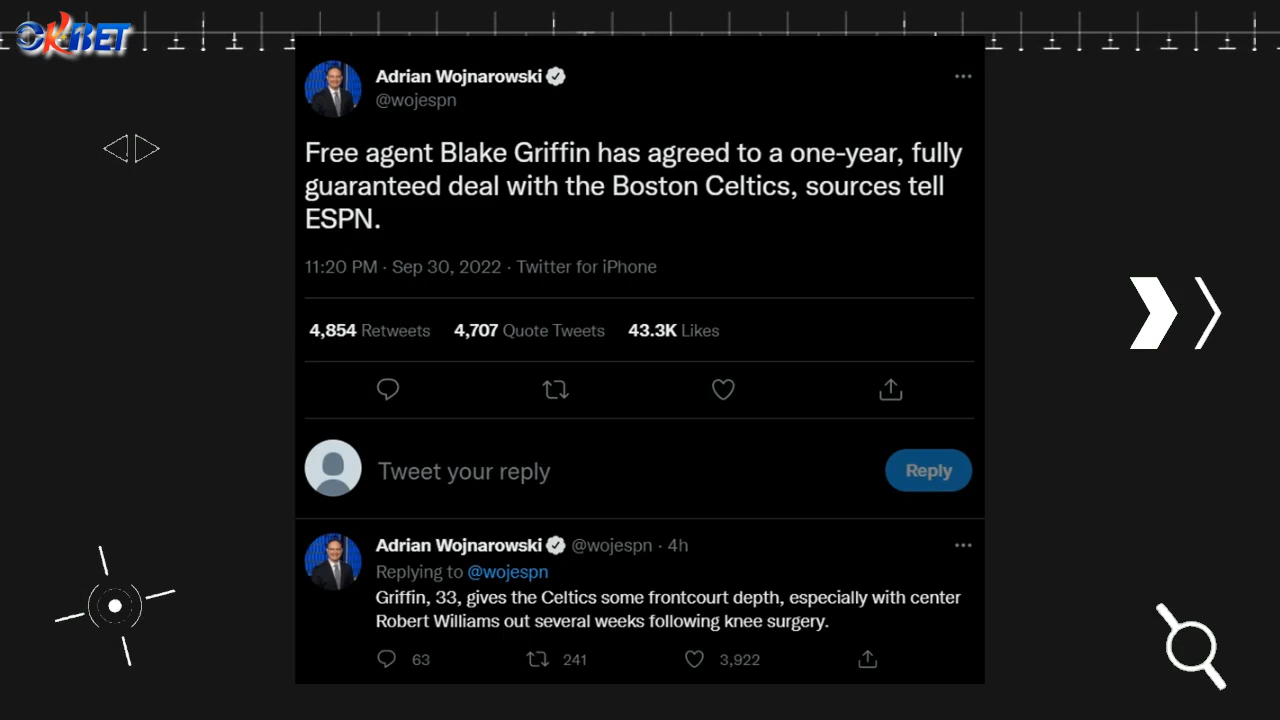 OKBET
Adrian Wojnarowski
@wojespn
Free agent Blake Griffin has agreed to a one-year, fully
guaranteed deal with the Boston Celtics, sources tell
ESPN.
11:20 PM · Sep 30, 2022 · Twitter for iPhone
4,854 Retweets 4,707 Quote Tweets 43.3K Likes
Tweet your reply
Reply
Adrian Wojnarowski @wojespn · 4h
Replying to @wojespn
Griffin, 33, gives the Celtics some frontcourt depth, especially with center
Robert Williams out several weeks following knee surgery.
63 241 3,922